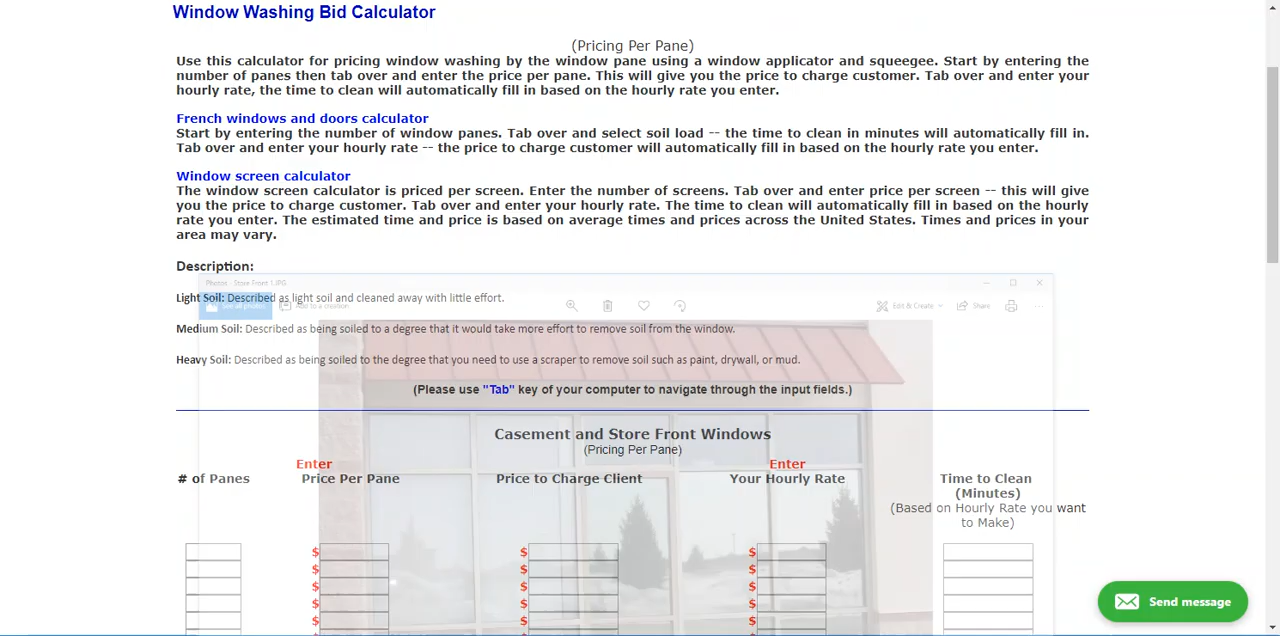 Window Washing Bid Calculator
(Pricing Per Pane)
Use this calculator for pricing window washing by the window pane using a window applicator and squeegee. Start by entering the
number of panes then tab over and enter the price per pane. This will give you the price to charge customer. Tab over and enter your
hourly rate, the time to clean will automatically fill in based on the hourly rate you enter.
French windows and doors calculator
Start by entering the number of window panes. Tab over and select soil load -- the time to clean in minutes will automatically fill in.
Tab over and enter your hourly rate -- the price to charge customer will automatically fill in based on the hourly rate you enter.
Window screen calculator
The window screen calculator is priced per screen. Enter the number of screens. Tab over and enter price per screen -- this will give
you the price to charge customer. Tab over and enter your hourly rate. The time to clean will automatically fill in based on the hourly
rate you enter. The estimated time and price is based on average times and prices across the United States. Times and prices in your
area may vary.
Description:
Photos - Store Front 1.JPG
Light Soil: Described as light soil and cleaned away with little effort.
See all photos
Add to a creation
Edit & Create
Share
Medium Soil: Described as being soiled to a degree that it would take more effort to remove soil from the window.
Heavy Soil: Described as being soiled to the degree that you need to use a scraper to remove soil such as paint, drywall, or mud.
(Please use "Tab" key of your computer to navigate through the input fields.)
Casement and Store Front Windows
(Pricing Per Pane)
Enter Enter
# of Panes Price Per Pane Price to Charge Client Your Hourly Rate Time to Clean
(Minutes)
(Based on Hourly Rate you want
to Make)
$ $ $
$ $ $
$ $ $
$ $ $
$ $ $
Send message